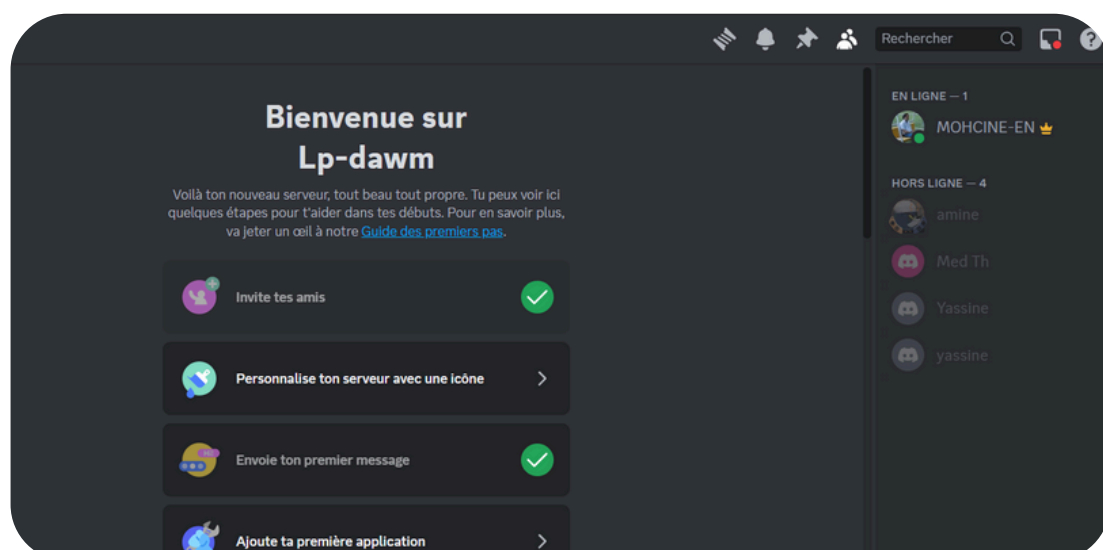 Rechercher
Bienvenue sur
Lp-dawm
Voilà ton nouveau serveur, tout beau tout propre. Tu peux voir ici
quelques étapes pour t'aider dans tes débuts. Pour en savoir plus,
va jeter un œil à notre Guide des premiers pas.
Invite tes amis
Personnalise ton serveur avec une icône
Envoie ton premier message
Ajoute ta première application
EN LIGNE — 1
MOHCINE-EN
HORS LIGNE — 4
amine
Med Th
Yassine
yassine